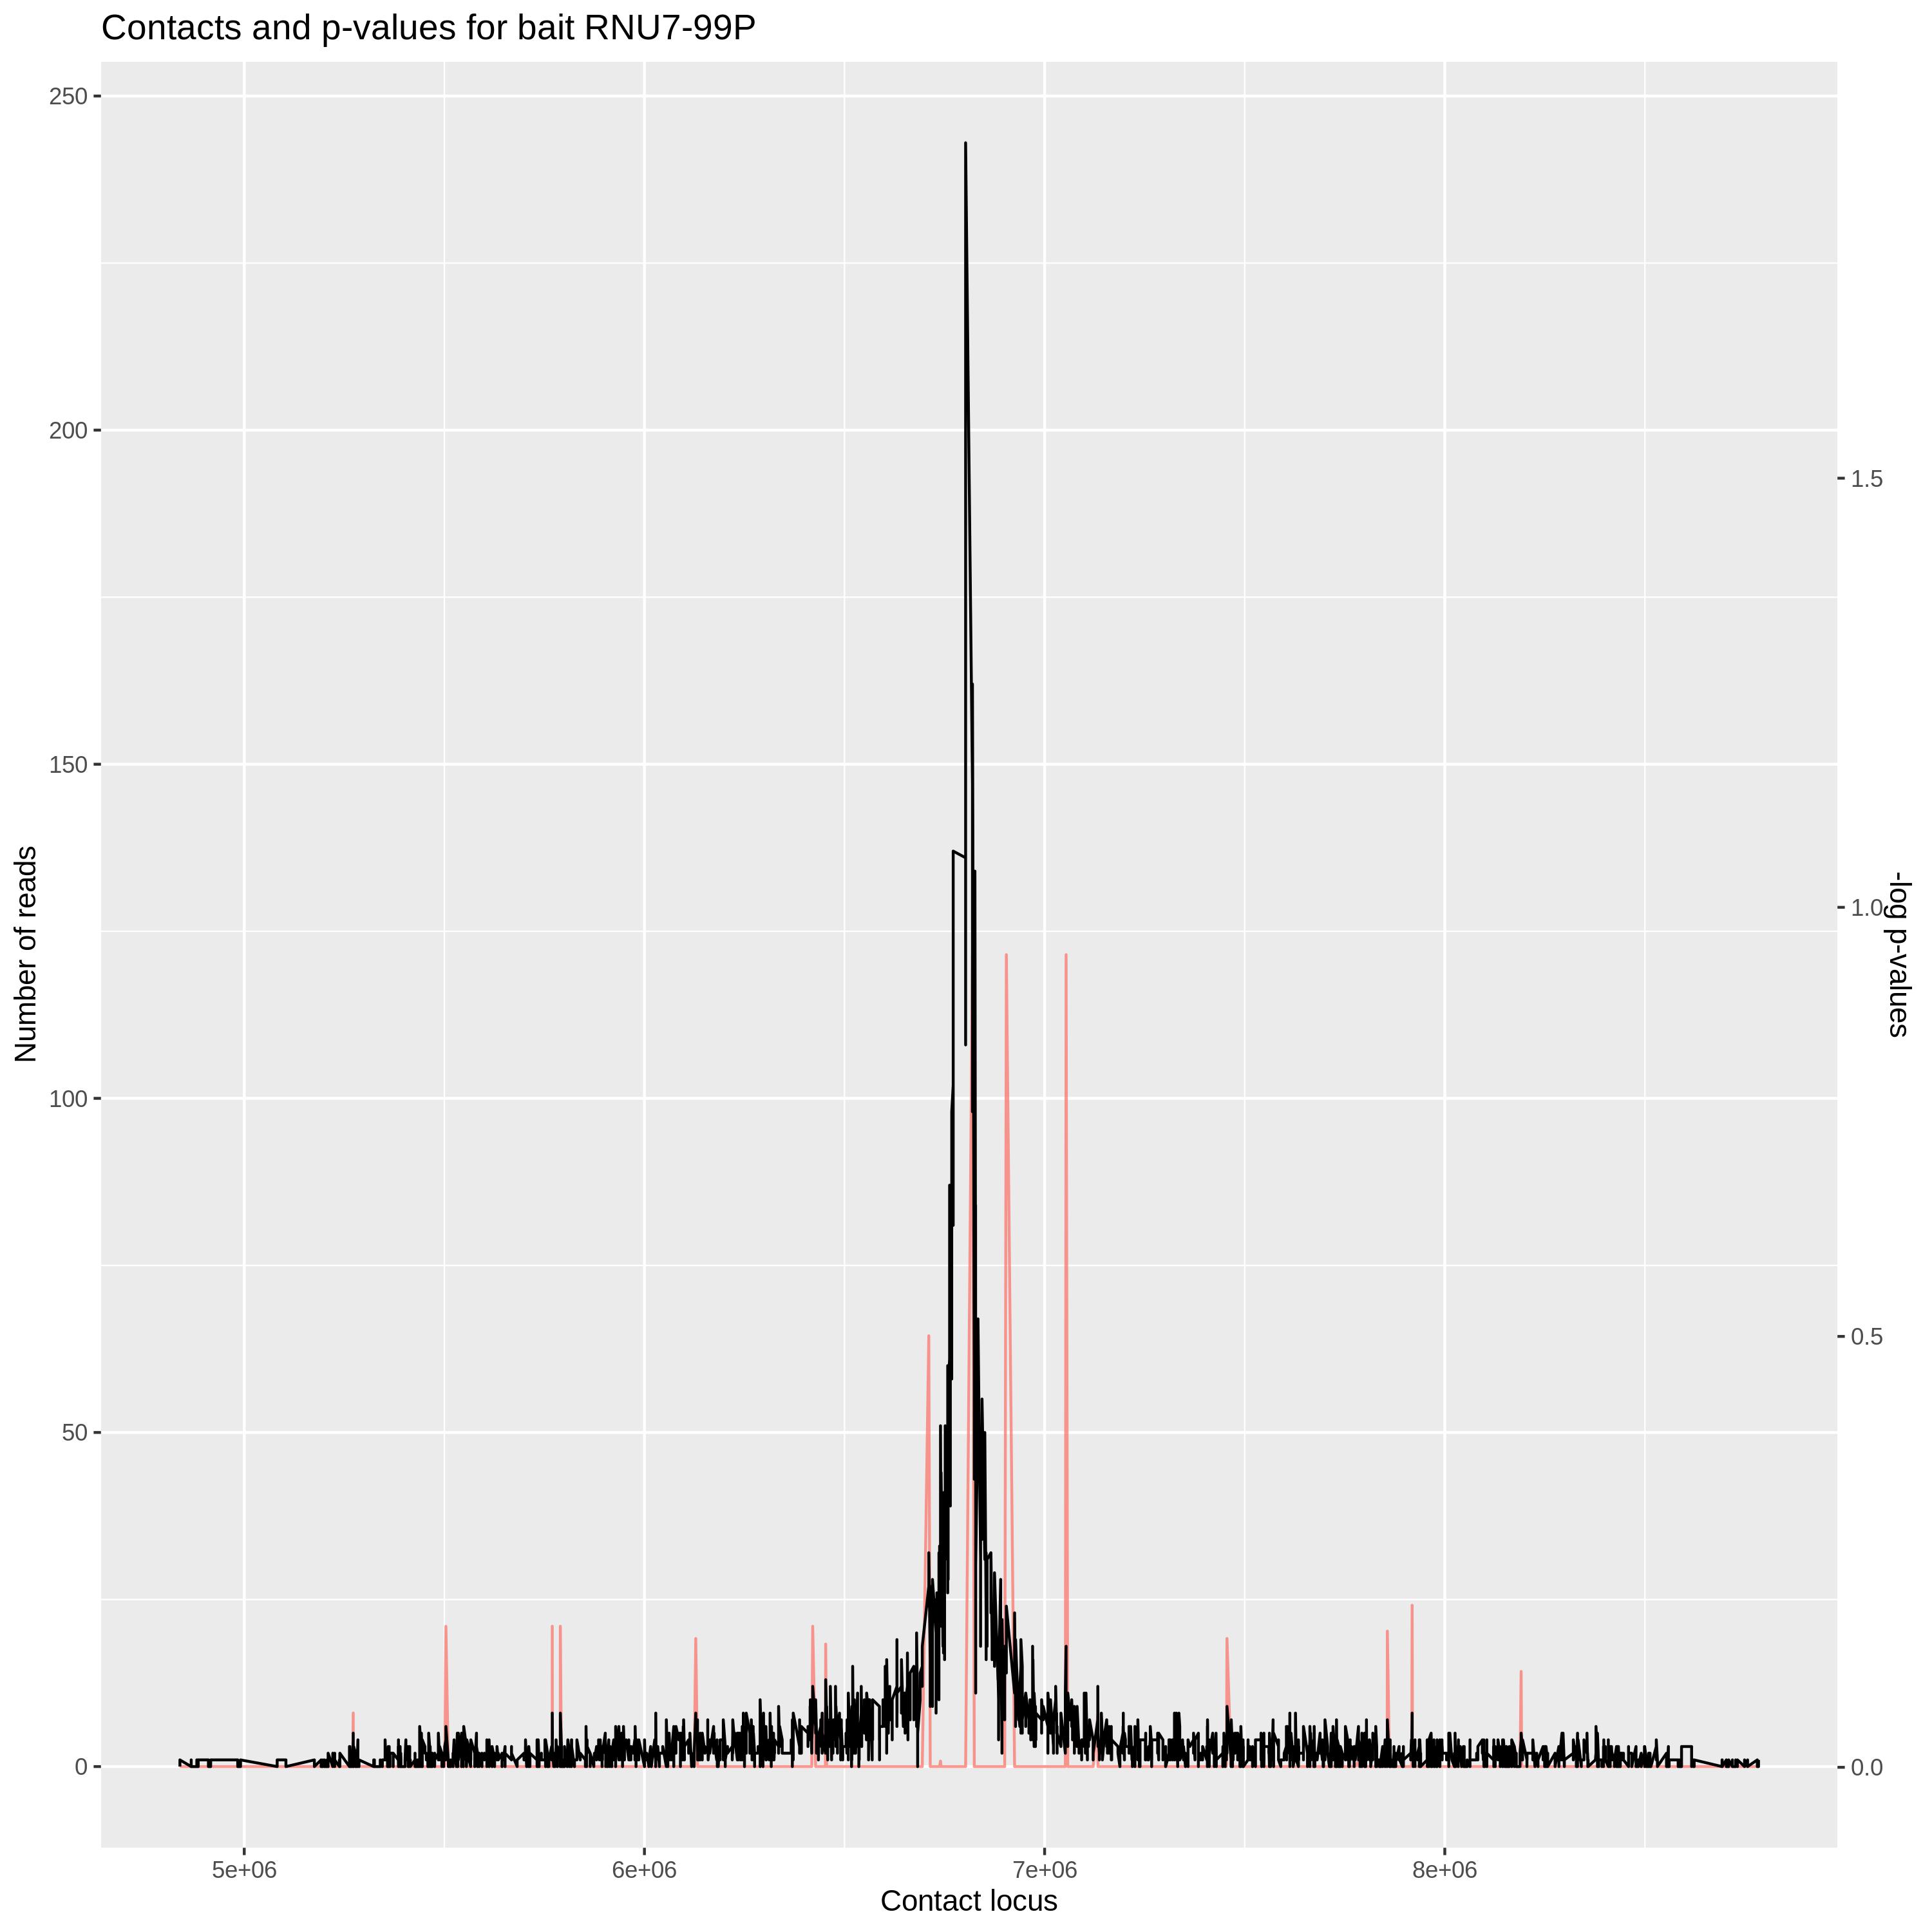 Contacts and p-values for bait RNU7-99P
250
200
150
100
50
0
Number of reads
1.5
1.0
0.5
0.0
-log p-values
5e+06 6e+06 7e+06 8e+06
Contact locus